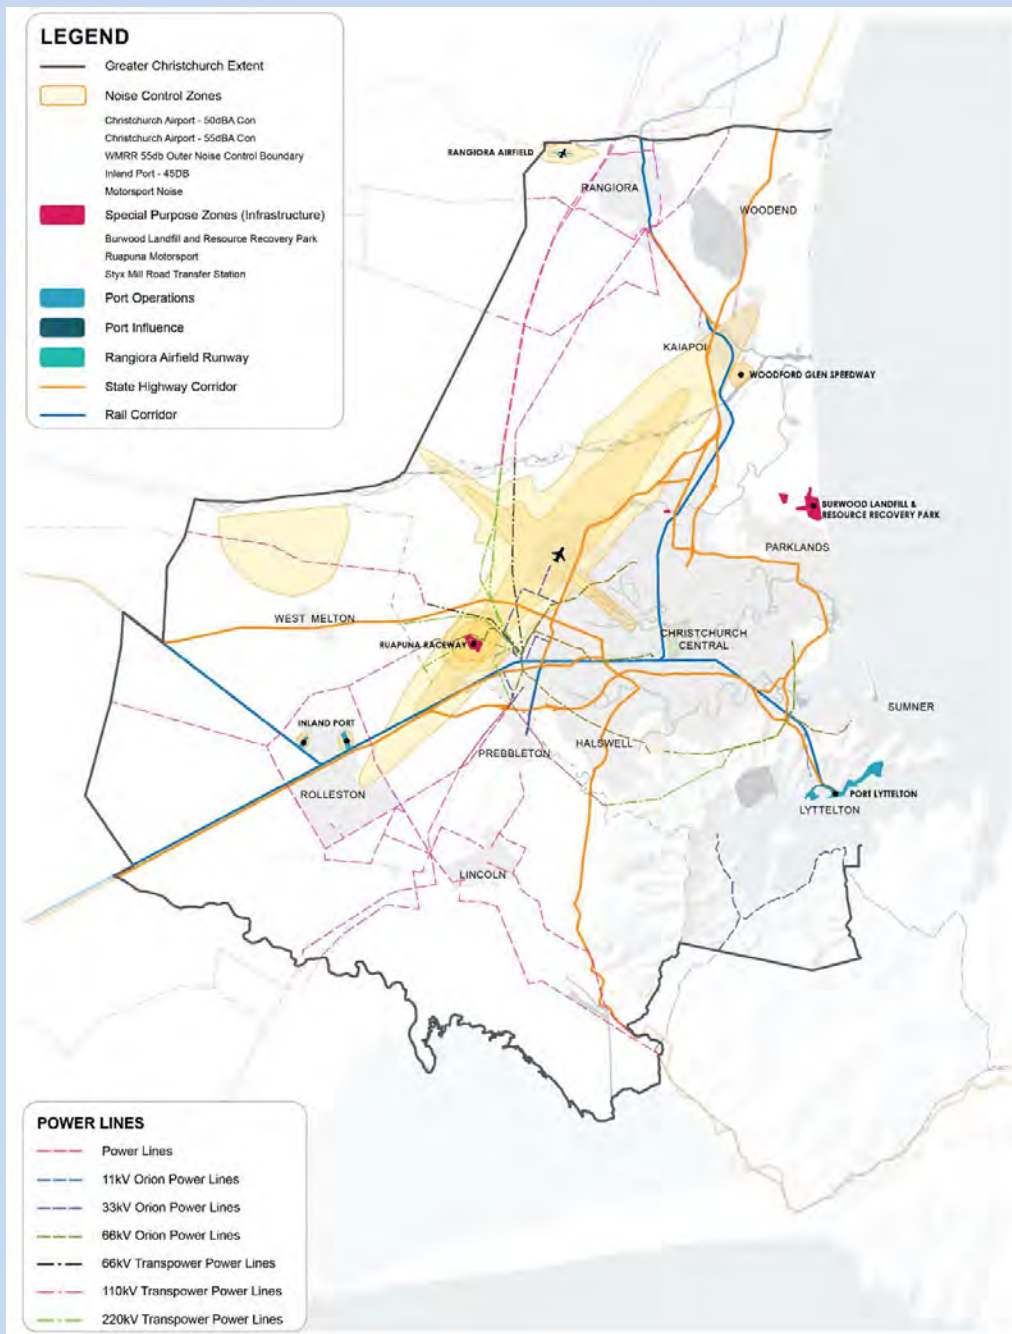 LEGEND
Greater Christchurch Extent
Noise Control Zones
Christchurch Airport - 50dBA Con
Christchurch Airport - 55dBA Con
WMRR 55db Outer Noise Control Boundary
Inland Port - 45DB
Motorsport Noise
Special Purpose Zones (Infrastructure)
Burwood Landfill and Resource Recovery Park
Ruapuna Motorsport
Styx Mill Road Transfer Station
Port Operations
Port Influence
Rangiora Airfield Runway
State Highway Corridor
Rail Corridor
RANGIORA AIRFIELD
RANGIORA
WOODEND
KAIAPOI
WOODFORD GLEN SPEEDWAY
BURWOOD LANDFILL &
RESOURCE RECOVERY PARK
PARKLANDS
WEST MELTON
RUAPUNA RACEWAY
CHRISTCHURCH
CENTRAL
SUMNER
INLAND PORT
PREBBLETON
HALSWELL
ROLLESTON
PORT LYTTELTON
LYTTELTON
LINCOLN
POWER LINES
Power Lines
11kV Orion Power Lines
33kV Orion Power Lines
66kV Orion Power Lines
66kV Transpower Power Lines
110kV Transpower Power Lines
220kV Transpower Power Lines